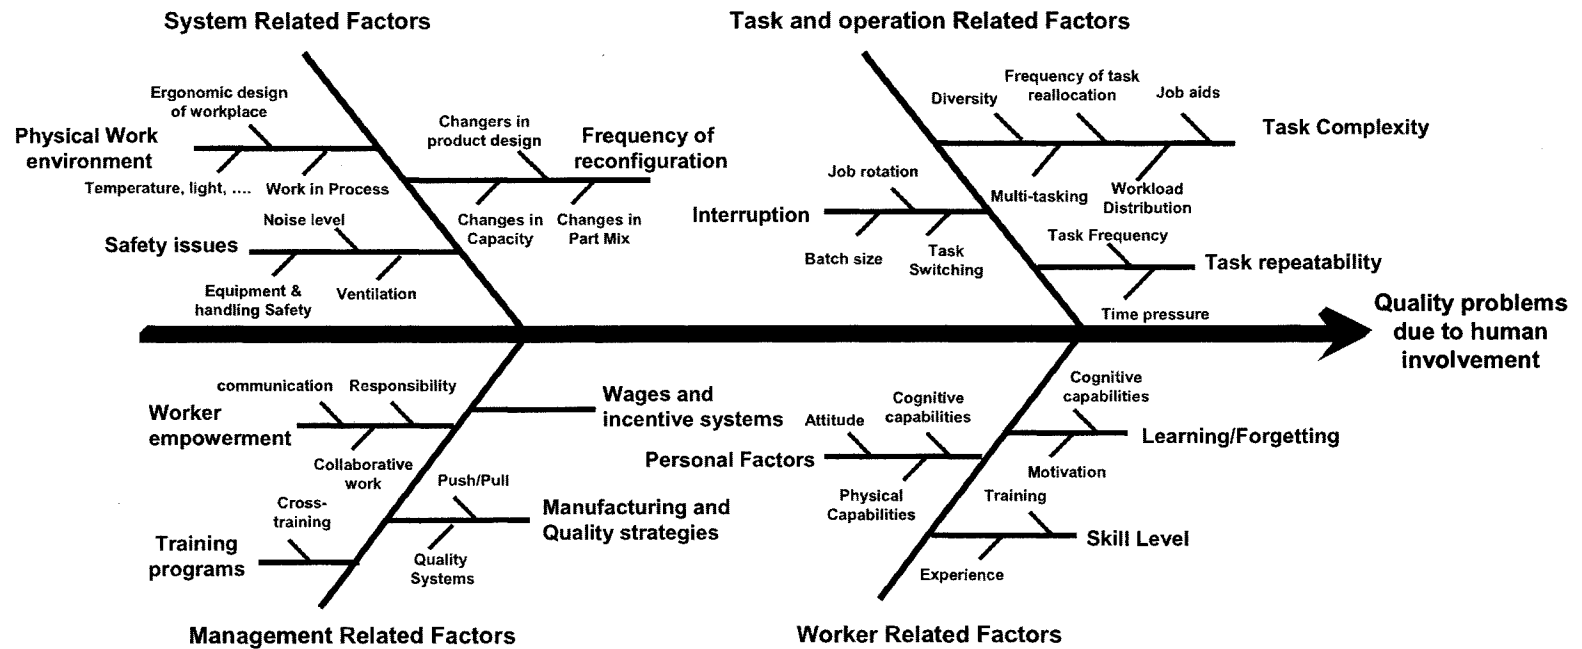 System Related Factors
Task and operation Related Factors
Ergonomic design
of workplace
Physical Work
environment
Temperature, light, ....
Work in Process
Changers in
product design
Frequency of
reconfiguration
Changes in
Capacity
Changes in
Part Mix
Noise level
Safety issues
Equipment &
handling Safety
Ventilation
Diversity
Frequency of task
reallocation
Job aids
Task Complexity
Multi-tasking
Workload
Distribution
Job rotation
Interruption
Batch size
Task
Switching
Task Frequency
Task repeatability
Time pressure
Quality problems
due to human
involvement
communication
Responsibility
Worker
empowerment
Collaborative
work
Wages and
incentive systems
Cross-
training
Training
programs
Push/Pull
Manufacturing and
Quality strategies
Quality
Systems
Attitude
Cognitive
capabilities
Personal Factors
Physical
Capabilities
Cognitive
capabilities
Learning/Forgetting
Motivation
Training
Skill Level
Experience
Management Related Factors
Worker Related Factors